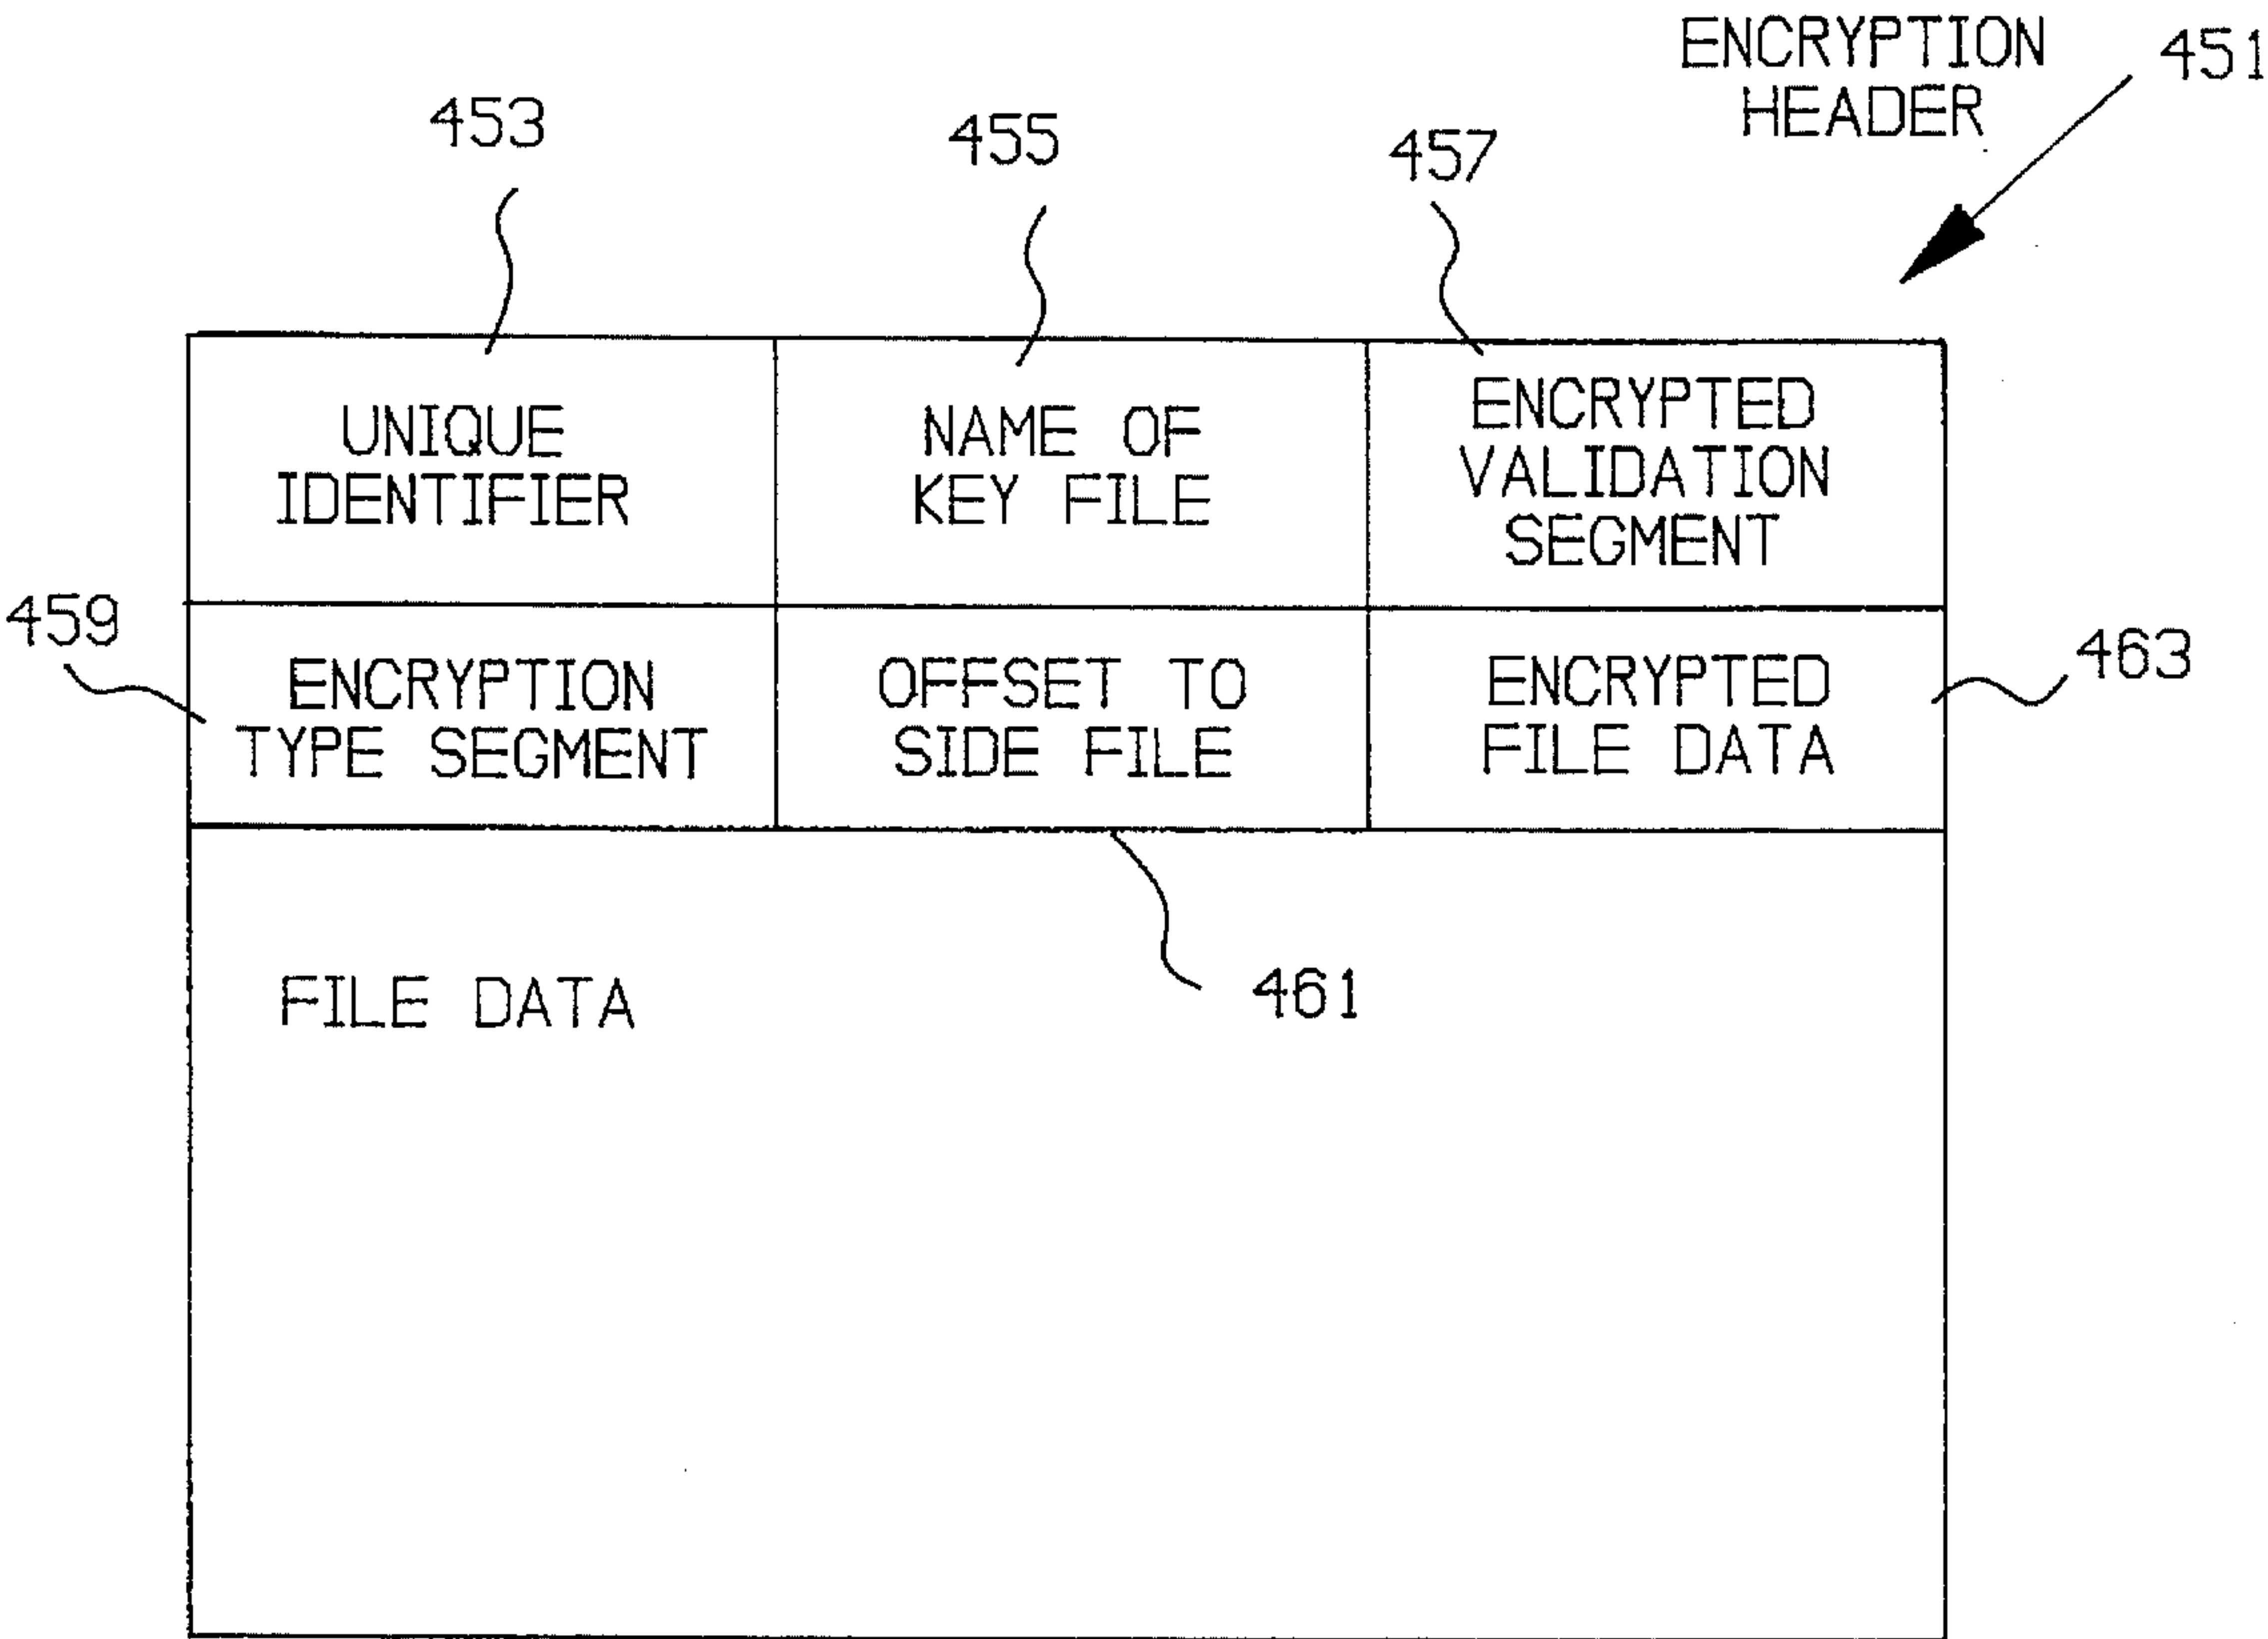 ENCRYPTION
HEADER
451
453
455
457
UNIQUE
IDENTIFIER
NAME OF
KEY FILE
ENCRYPTED
VALIDATION
SEGMENT
459
ENCRYPTION
TYPE SEGMENT
OFFSET TO
SIDE FILE
ENCRYPTED
FILE DATA
463
FILE DATA
461